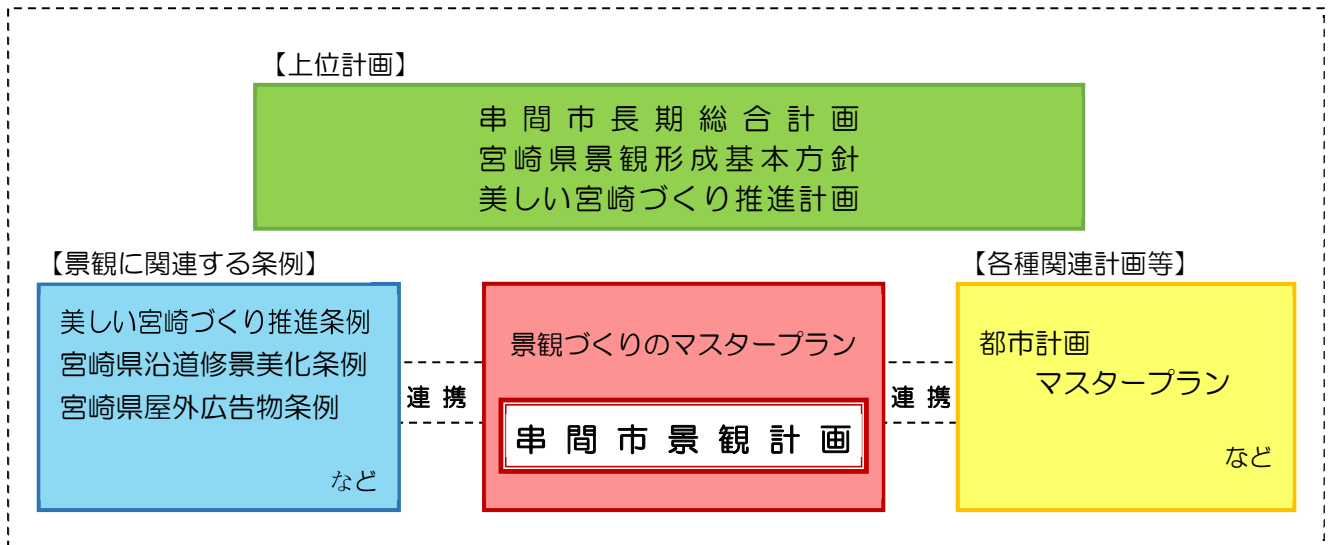 【上位計画】
串間市長期総合計画
宮崎県景観形成基本方針
美しい宮崎づくり推進計画
【景観に関連する条例】
美しい宮崎づくり推進条例
宮崎県沿道修景美化条例
宮崎県屋外広告物条例
など
連携
景観づくりのマスタープラン
串間市景観計画
連携
【各種関連計画等】
都市計画
マスタープラン
など